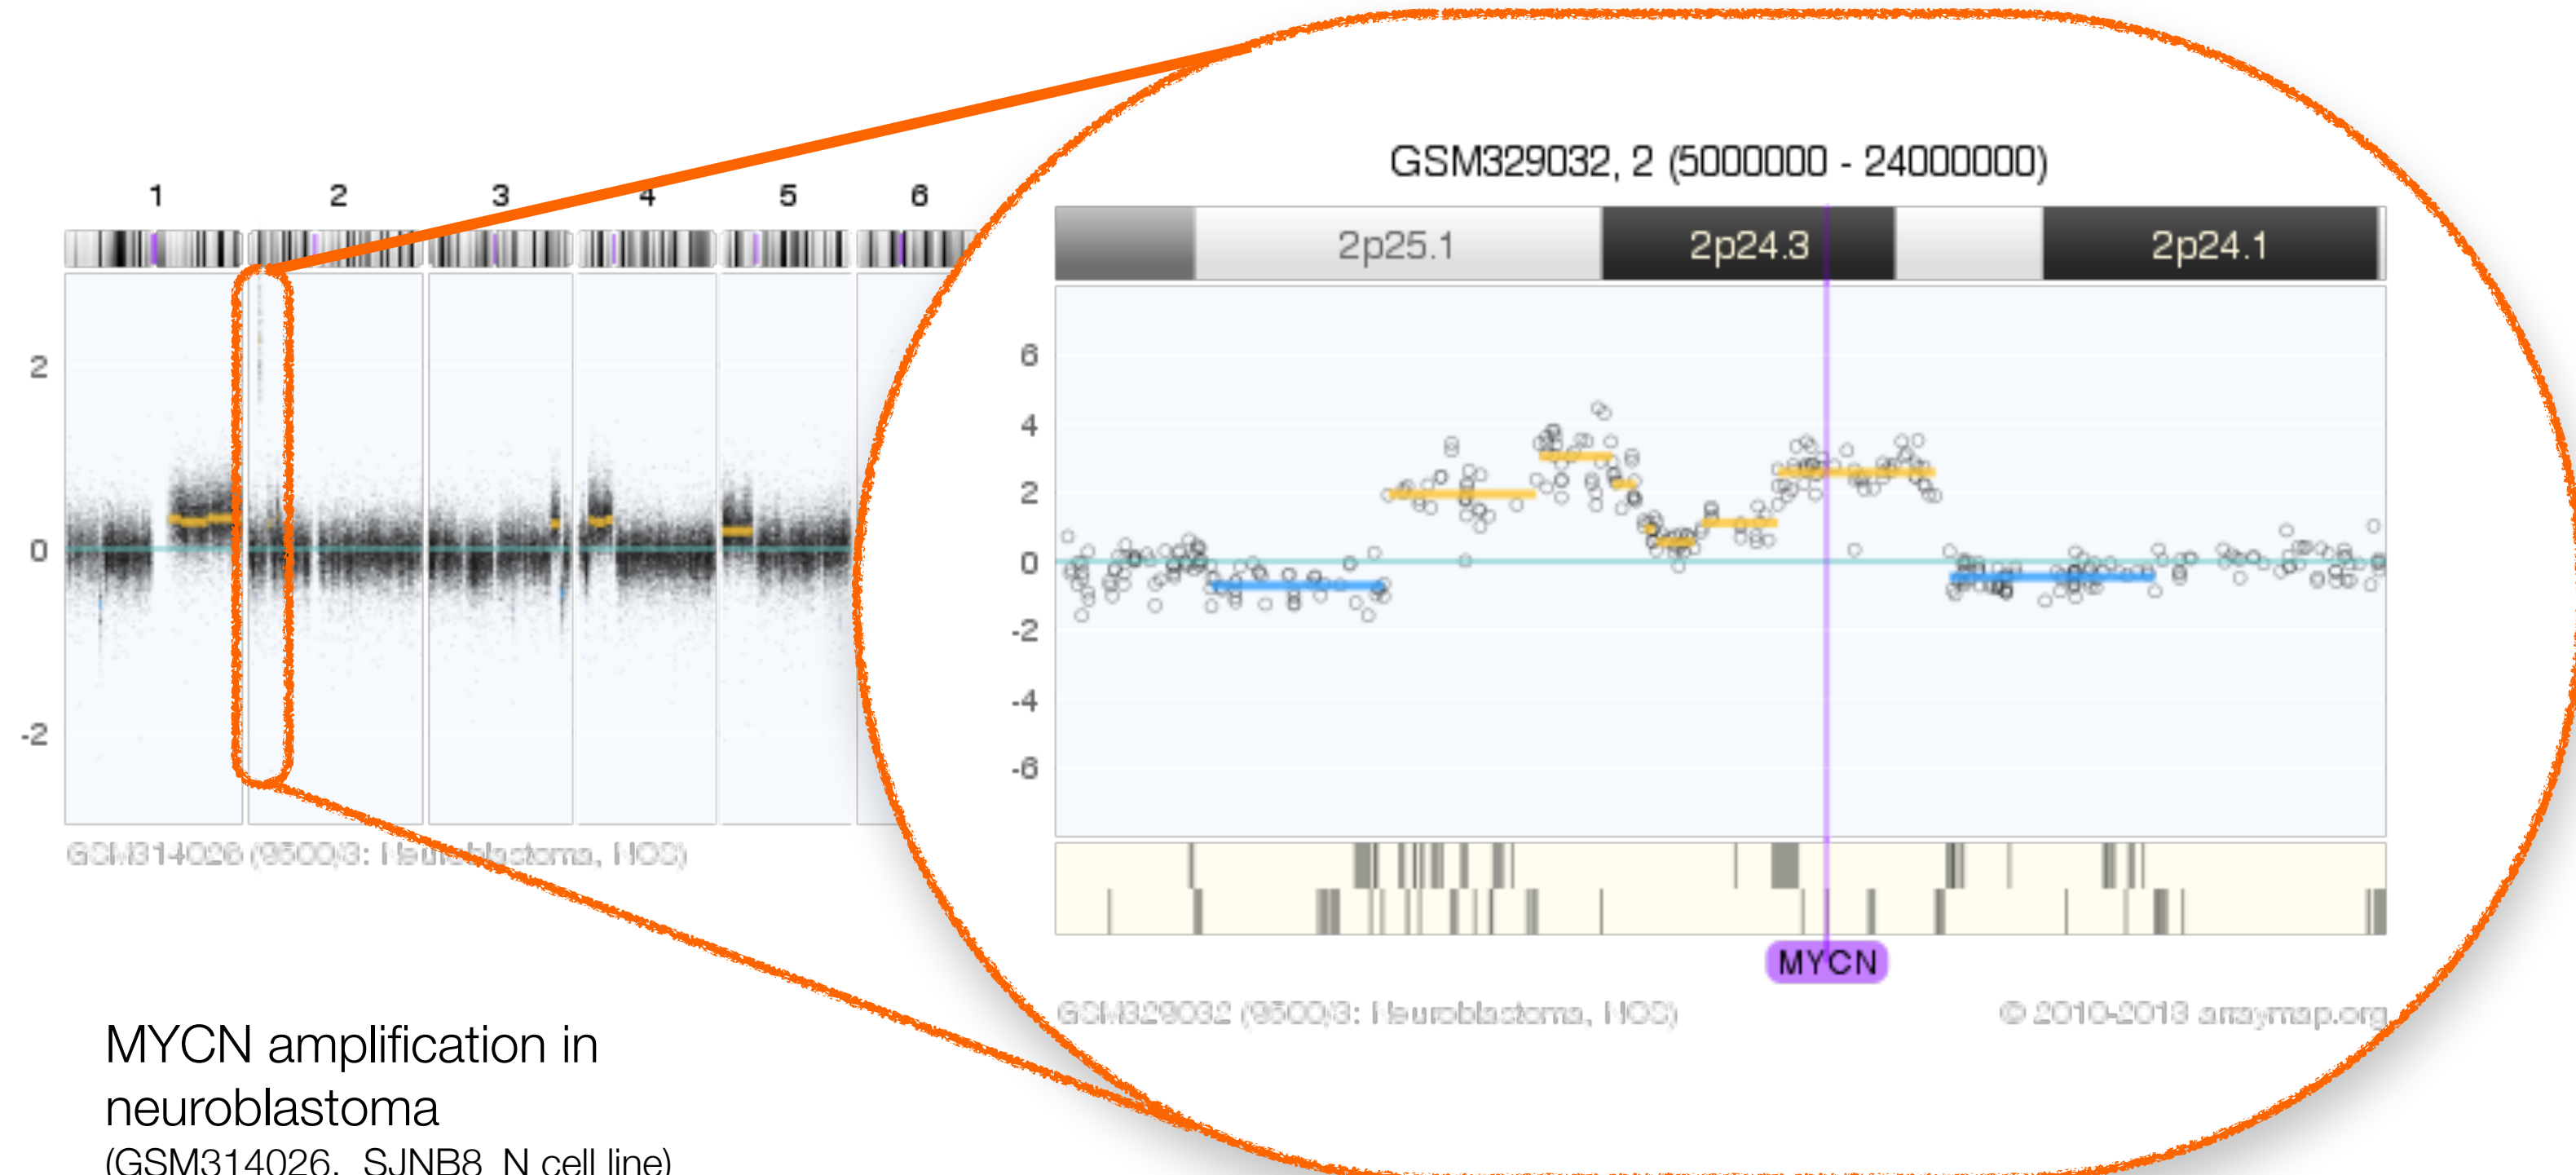 GSM329032, 2 (5000000 - 24000000)
1 2 3 4 5 6
2p25.1 2p24.3 2p24.1
2
0
-2
6
4
2
0
-2
-4
-6
GSM314026 (9500/3: Neuroblastoma, NOS)
MYCN
GSM329032 (9500/3: Neuroblastoma, NOS)
© 2010-2013 arraymap.org
MYCN amplification in
neuroblastoma
(GSM314026, SJNB8_N cell line)